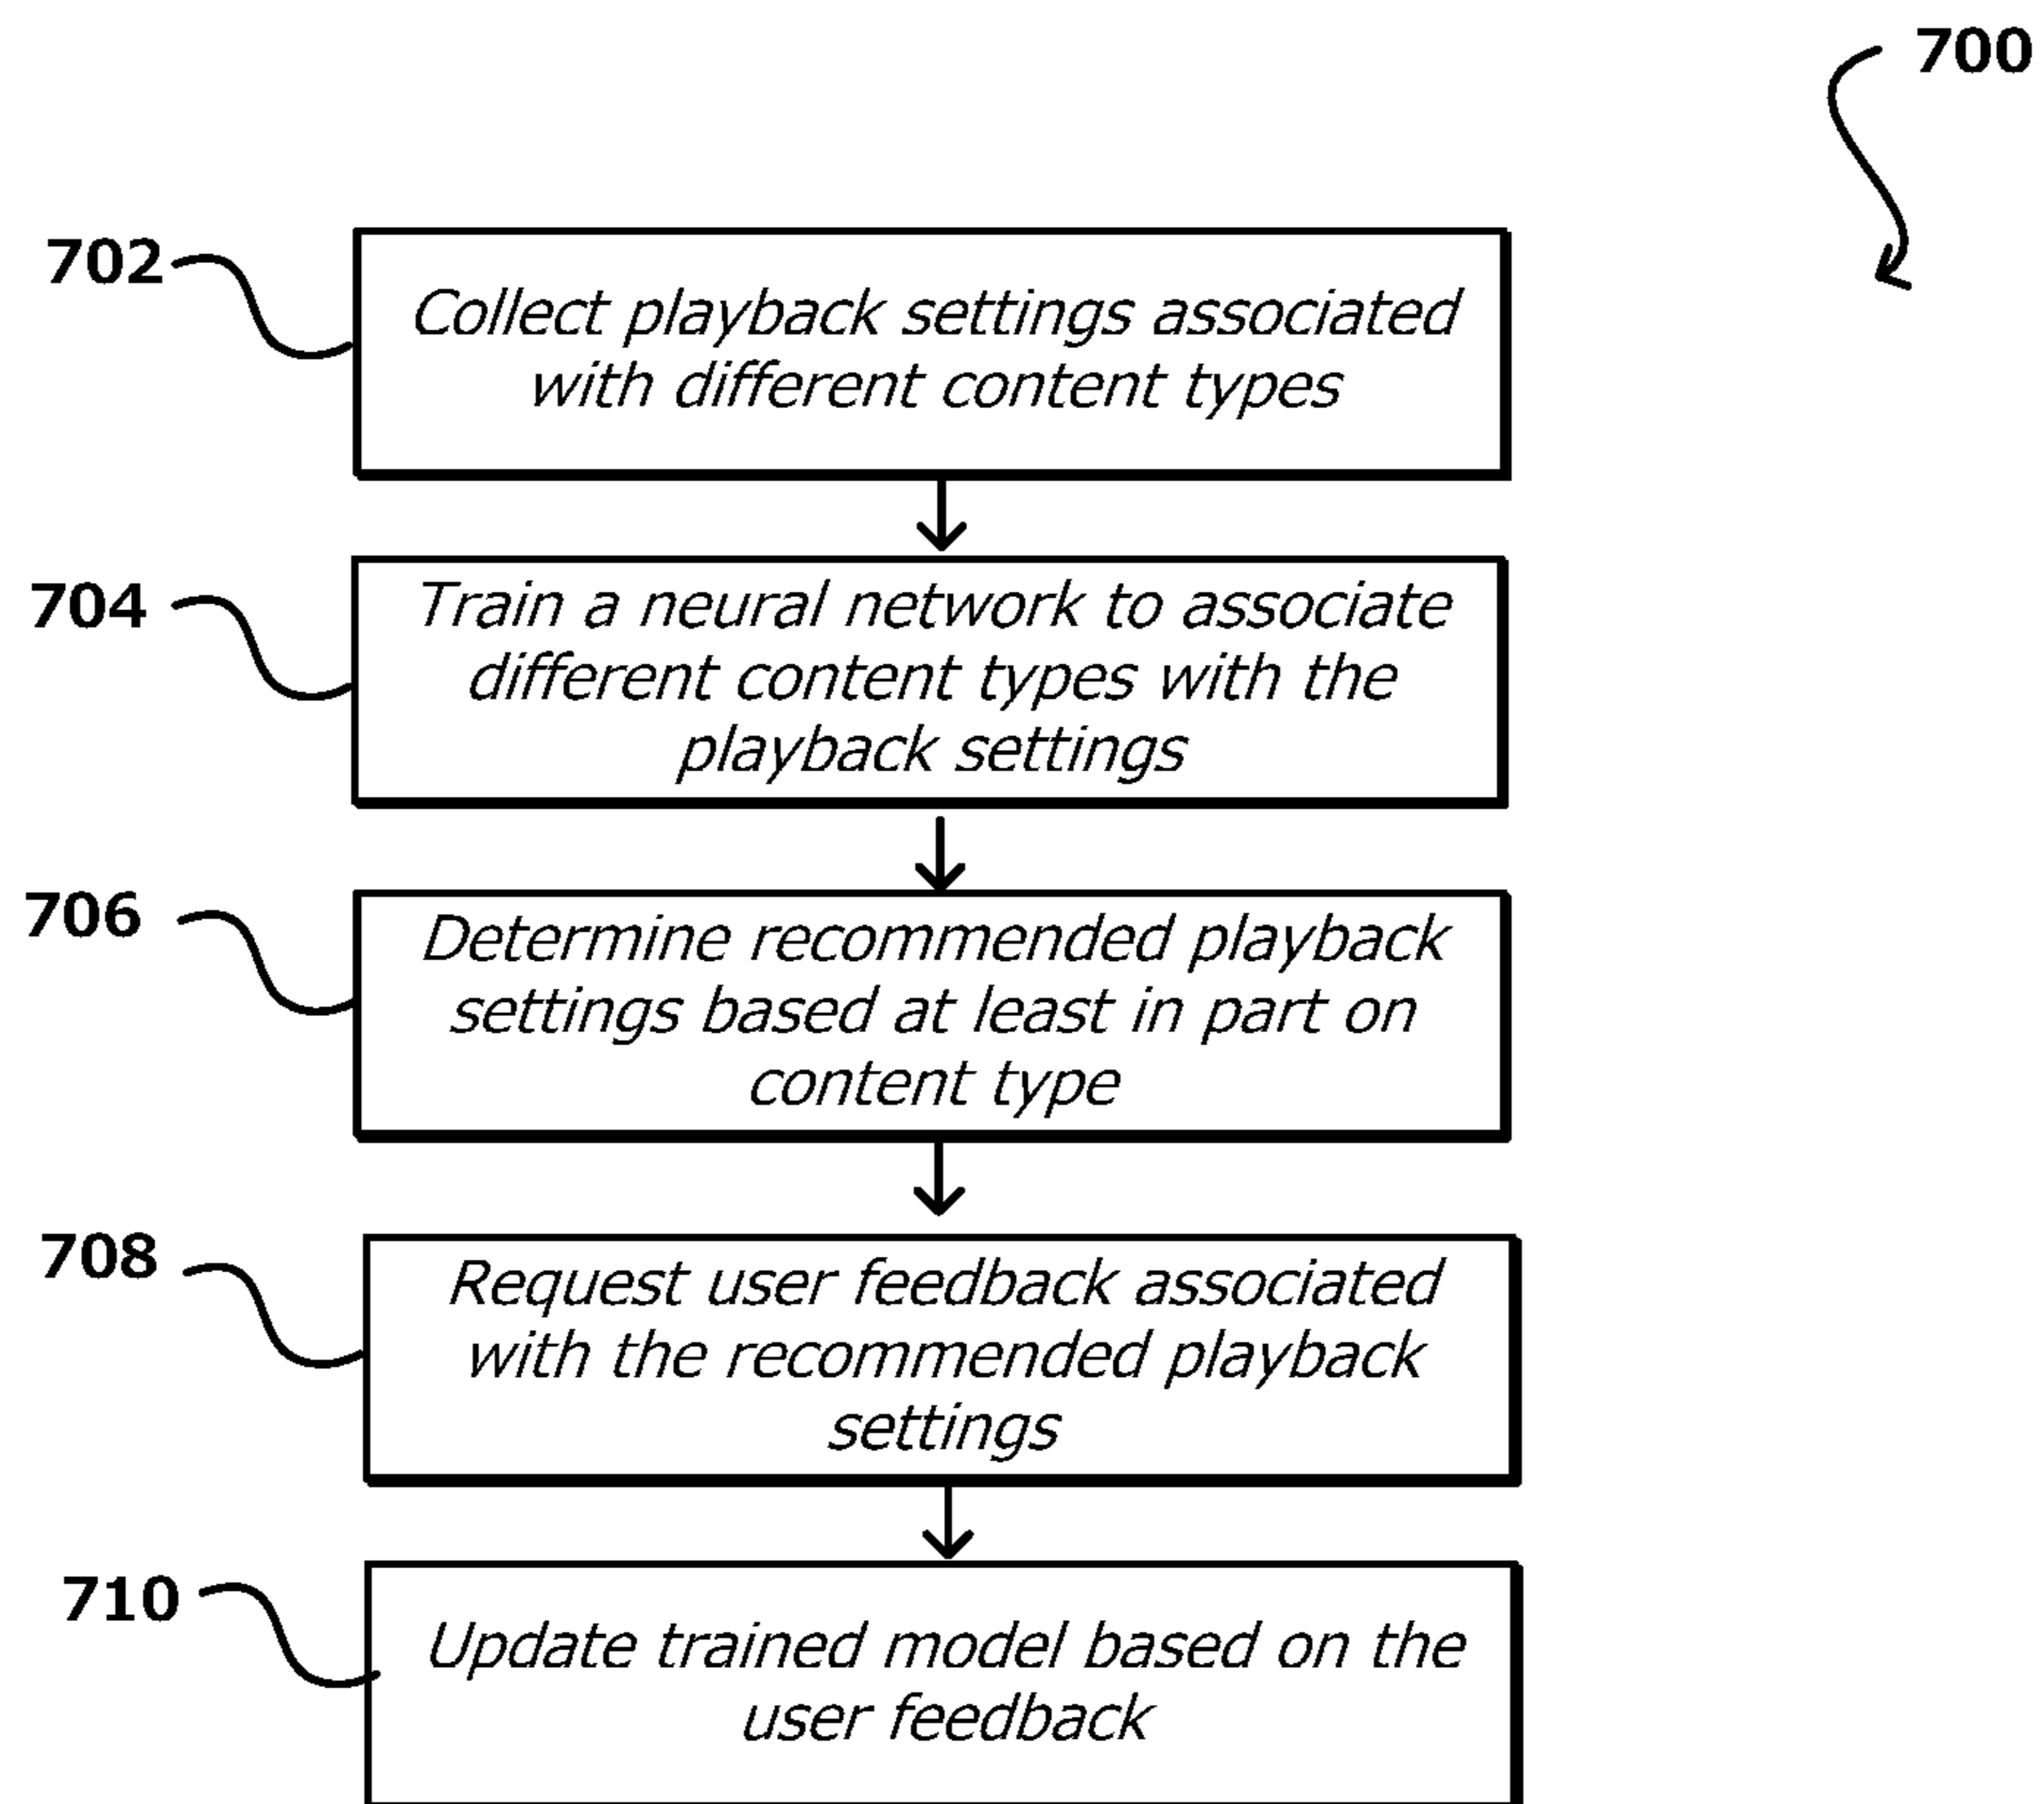 700
702
Collect playback settings associated
with different content types
704
Train a neural network to associate
different content types with the
playback settings
706
Determine recommended playback
settings based at least in part on
content type
708
Request user feedback associated
with the recommended playback
settings
710
Update trained model based on the
user feedback